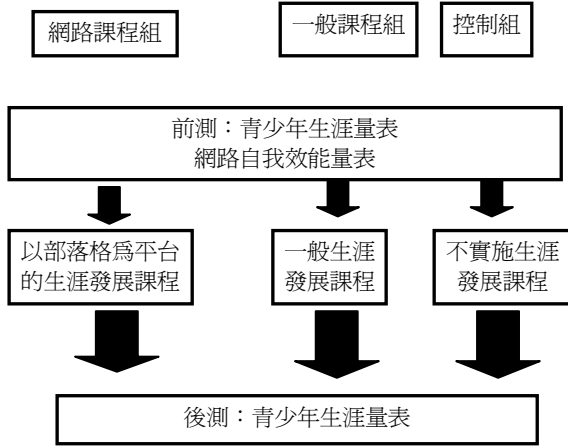 網路課程組
一般課程組
控制組
前測：青少年生涯量表
網路自我效能量表
以部落格為平台
的生涯發展課程
一般生涯
發展課程
不實施生涯
發展課程
後測：青少年生涯量表